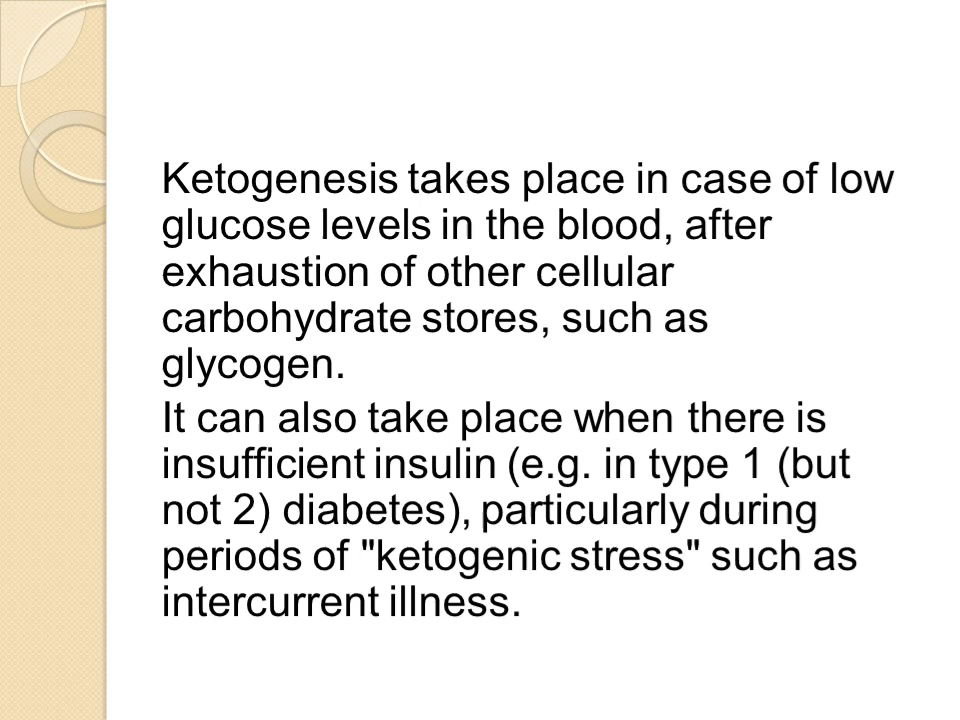 Ketogenesis takes place in case of low
glucose levels in the blood, after
exhaustion of other cellular
carbohydrate stores, such as
glycogen.
It can also take place when there is
insufficient insulin (e.g. in type 1 (but
not 2) diabetes), particularly during
periods of "ketogenic stress" such as
intercurrent illness.